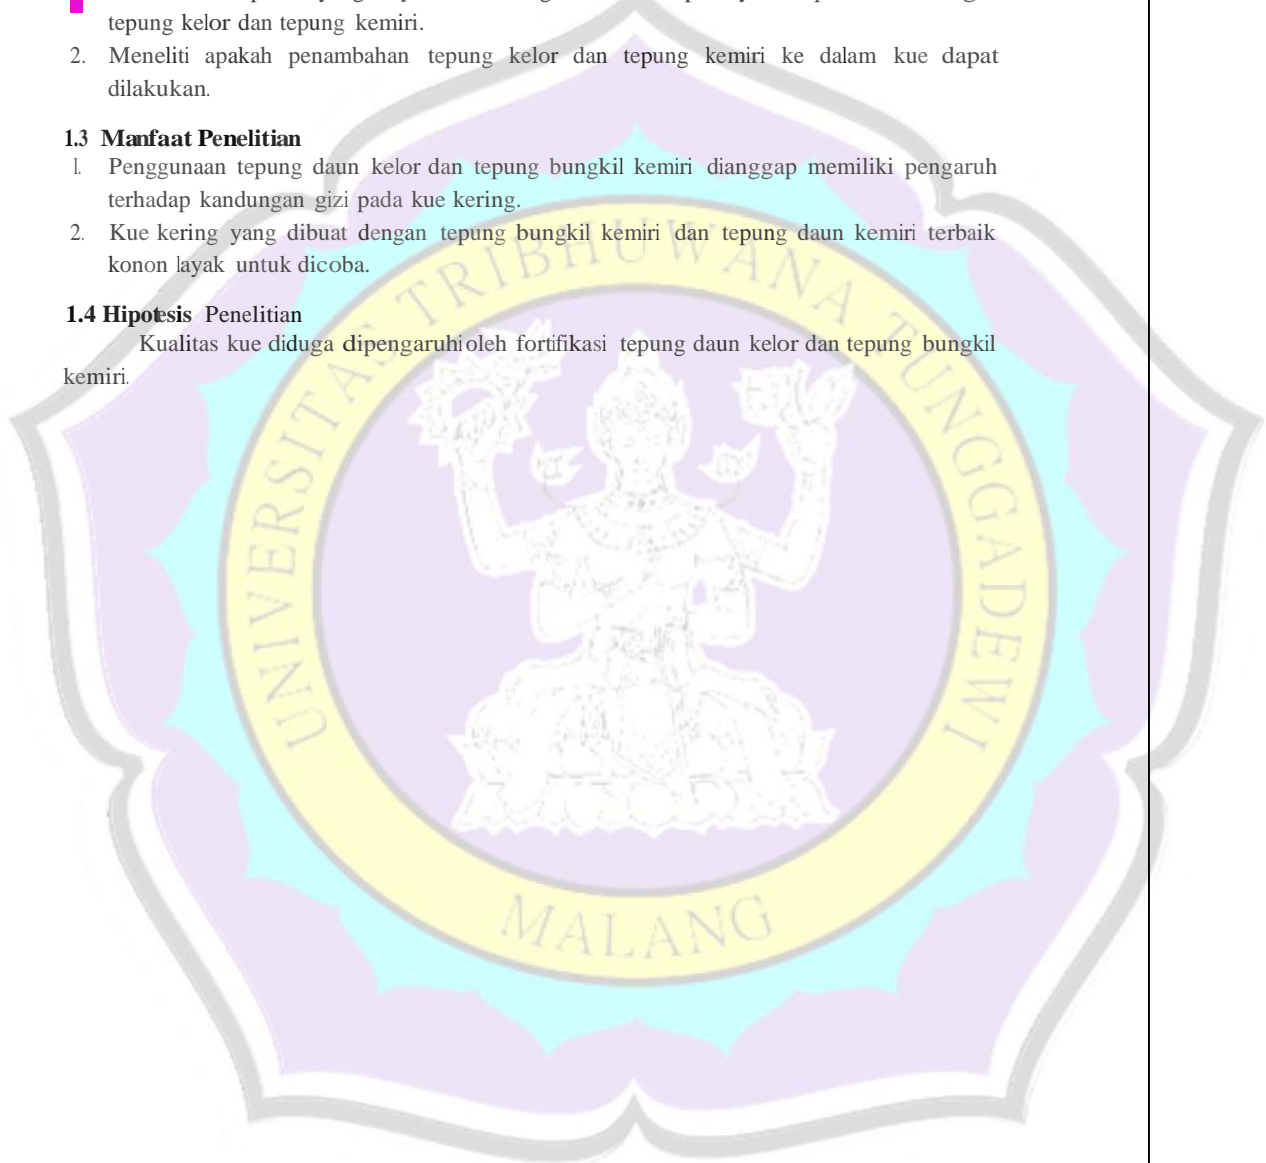 tepung kelor dan tepung kemiri.
2. Meneliti apakah penambahan tepung kelor dan tepung kemiri ke dalam kue dapat
dilakukan.
1.3 Manfaat Penelitian
1. Penggunaan tepung daun kelor dan tepung bungkil kemiri dianggap memiliki pengaruh
terhadap kandungan gizi pada kue kering.
2. Kue kering yang dibuat dengan tepung bungkil kemiri dan tepung daun kemiri terbaik
konon layak untuk dicoba.
1.4 Hipotesis Penelitian
Kualitas kue diduga dipengaruhi oleh fortifikasi tepung daun kelor dan tepung bungkil
kemiri.
UNIVERSITAS TRIBHUWANA TUNGGADEWI
MALANG